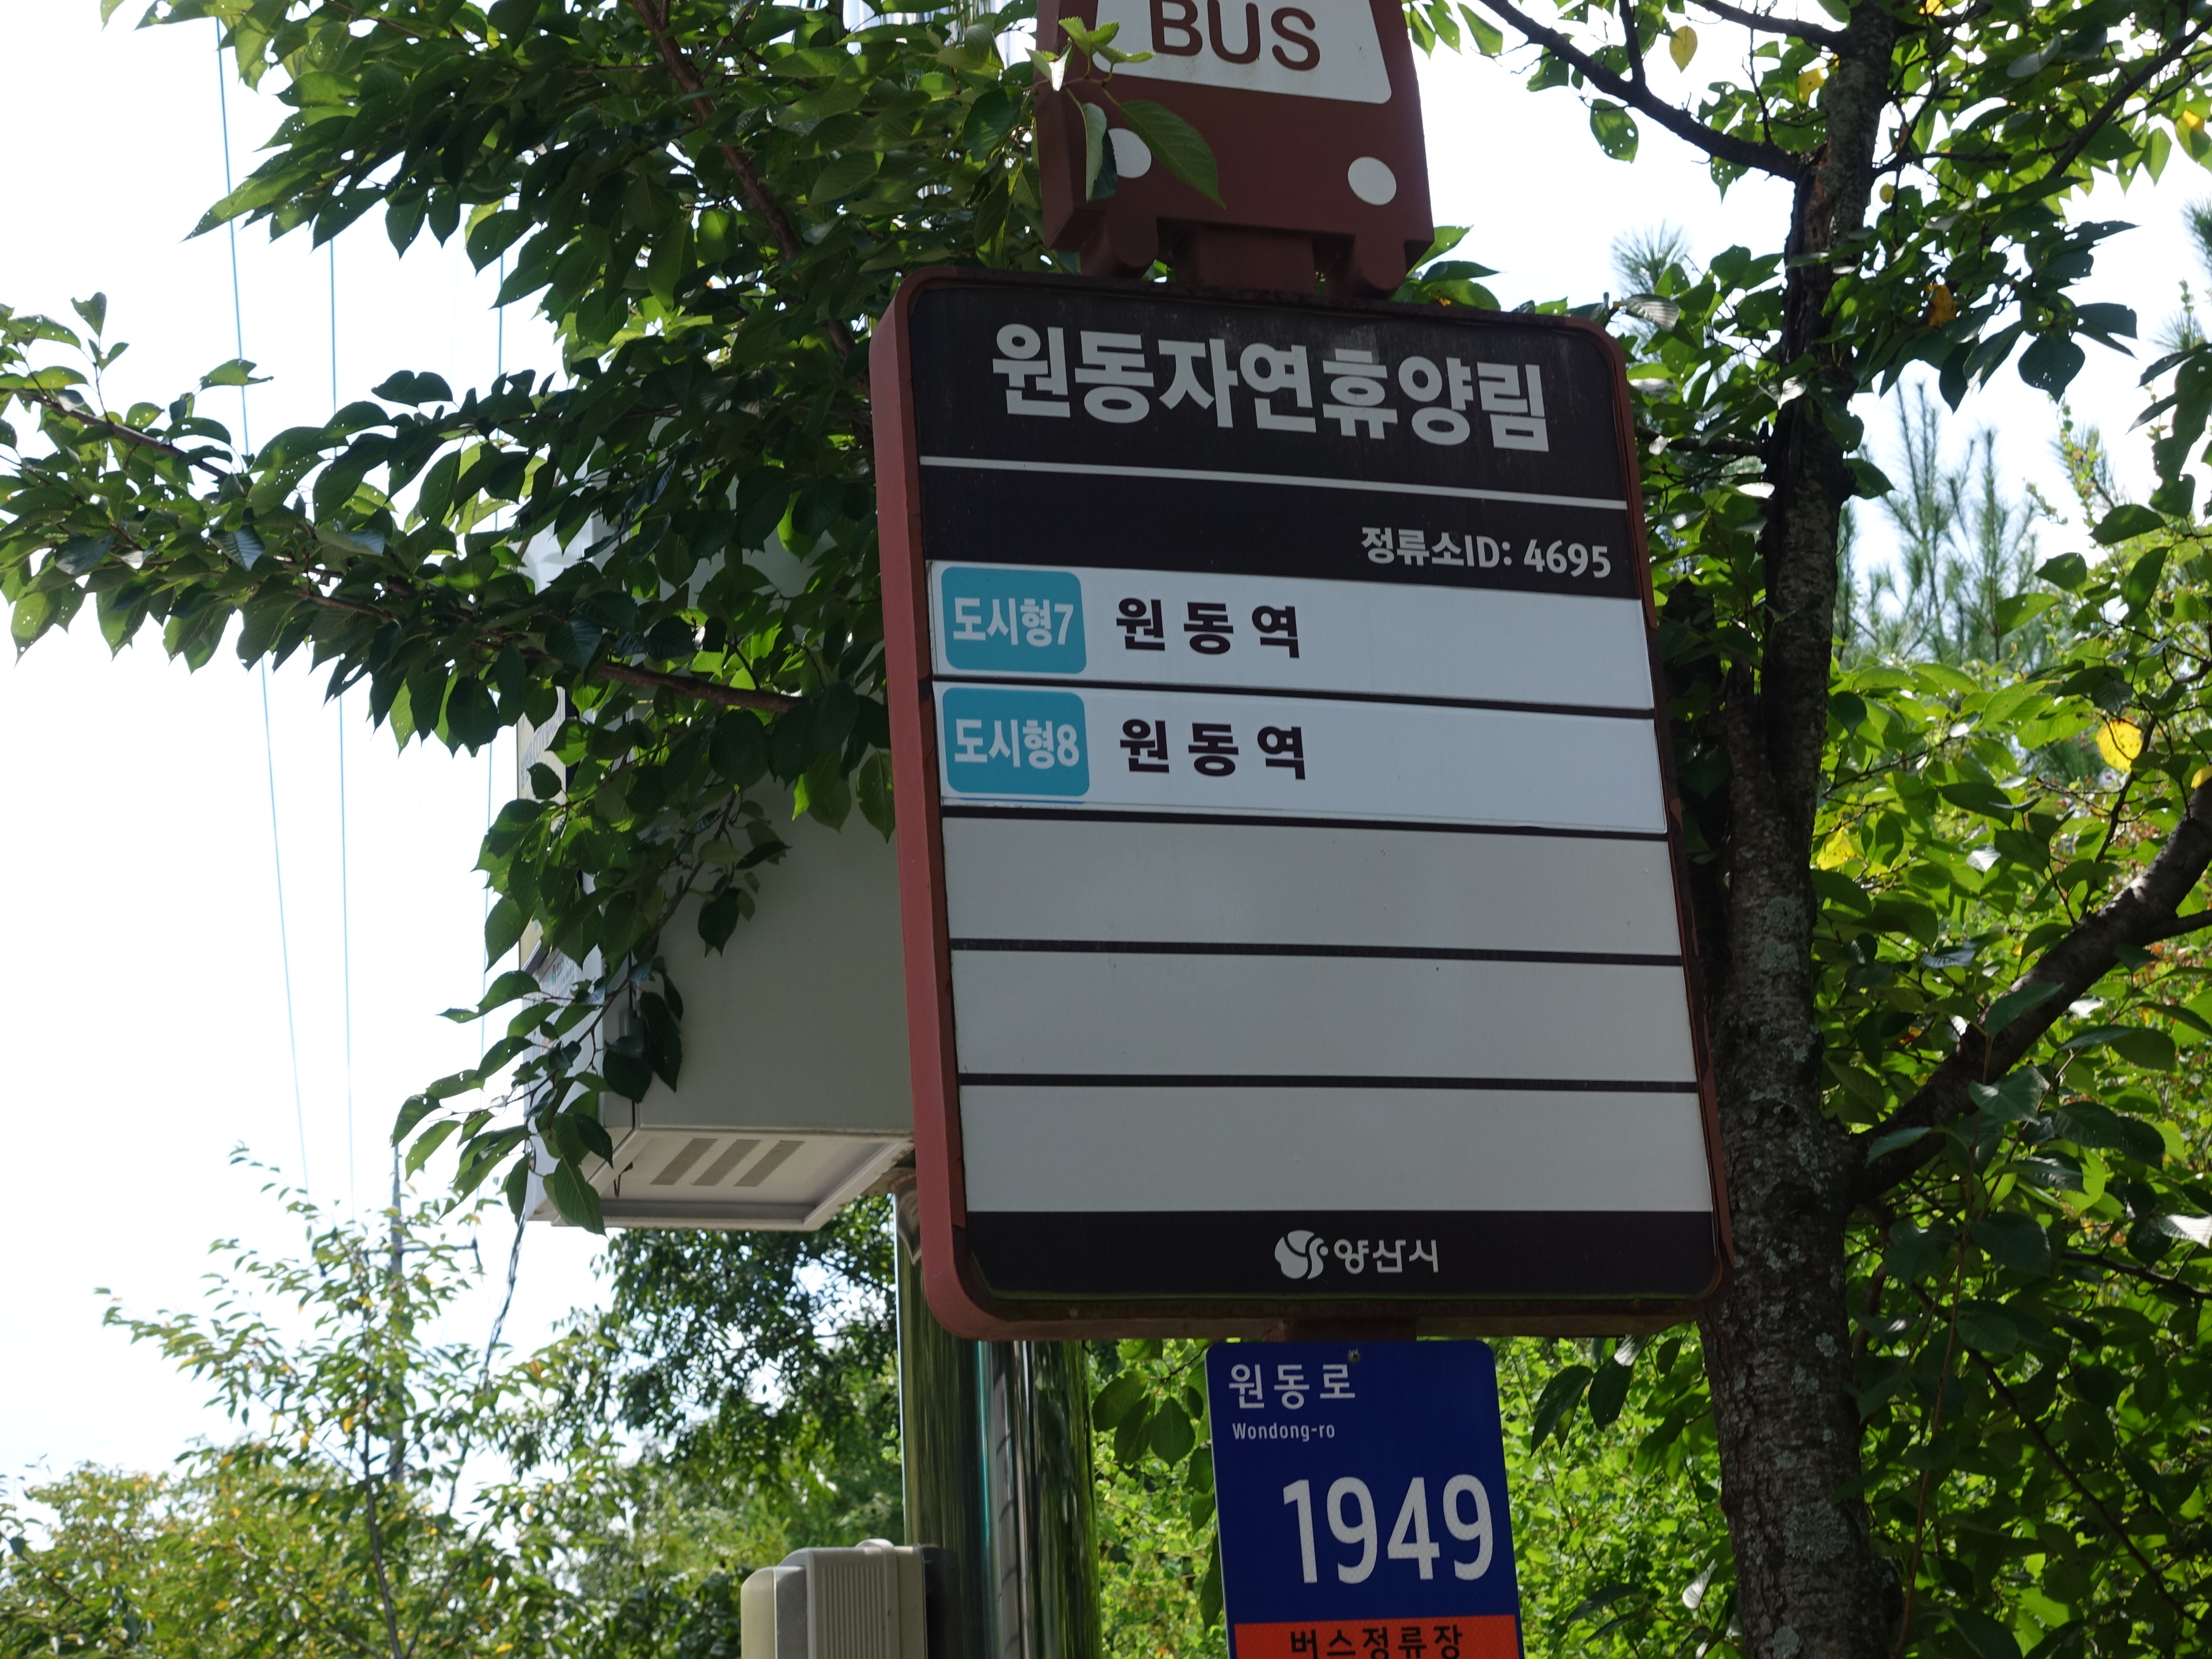 BUS
원동자연휴양림
정류소ID: 4695
도시형7 원동역
도시형8 원동역
양산시
원동로
Wondong-ro
1949
버스정류장